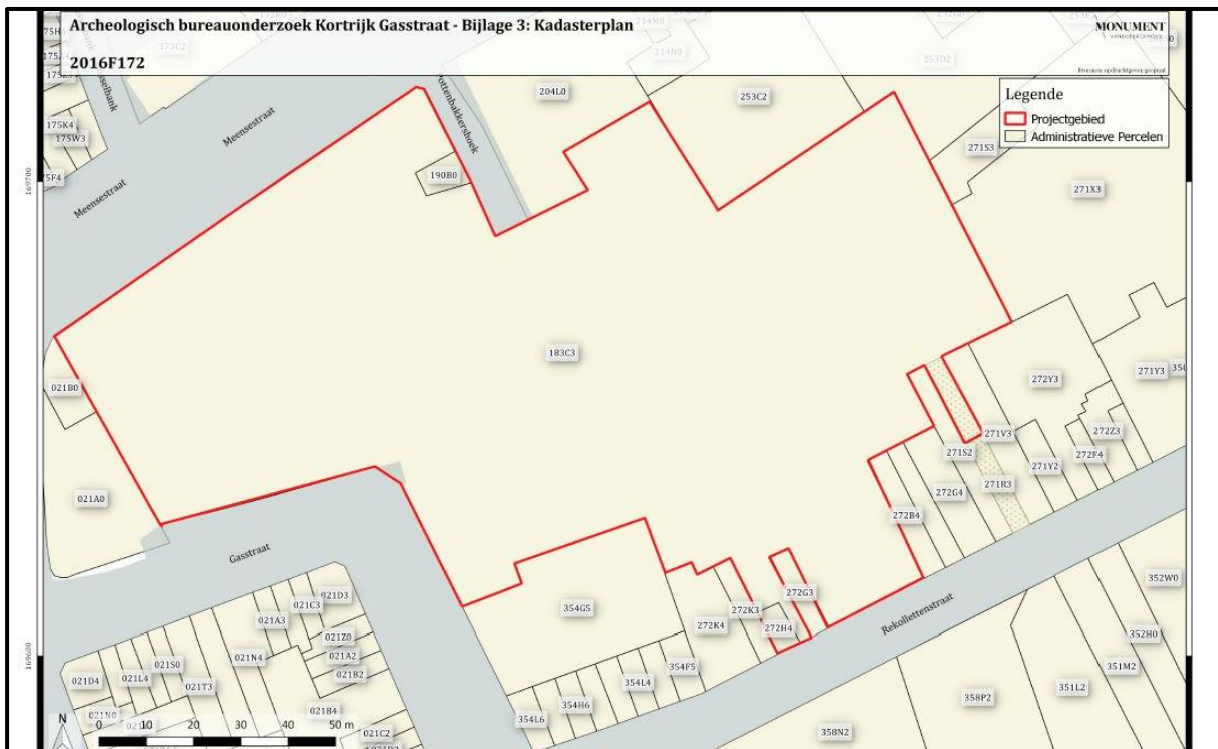 Archeologisch bureauonderzoek Kortrijk Gasstraat - Bijlage 3: Kadasterplan
2016F172
MONUMENT
Legende
Projectgebied
Administratieve Percelen
173C2
214M0
214N0
253D2
204L0
253C2
175K4
175W3
Meensestraat
Meensestraat
Pottenbakkershoek
190B0
271S3
271X3
169700
183C3
021B0
272Y3
271Y3
271V3
272Z3
271S2
272F4
271Y2
272G4
271R3
272B4
021A0
Gasstraat
Rekollettenstraat
352W0
354G5
272G3
272K3
272K4
272H4
021D3
021C3
021A3
021Z0
021A2
021B2
021N4
021S0
021L4
021D4
021T3
021N0
021B4
021C2
354F5
354L4
354H6
354L6
352H0
351M2
351L2
358P2
358N2
169600
N
0 10 20 30 40 50 m